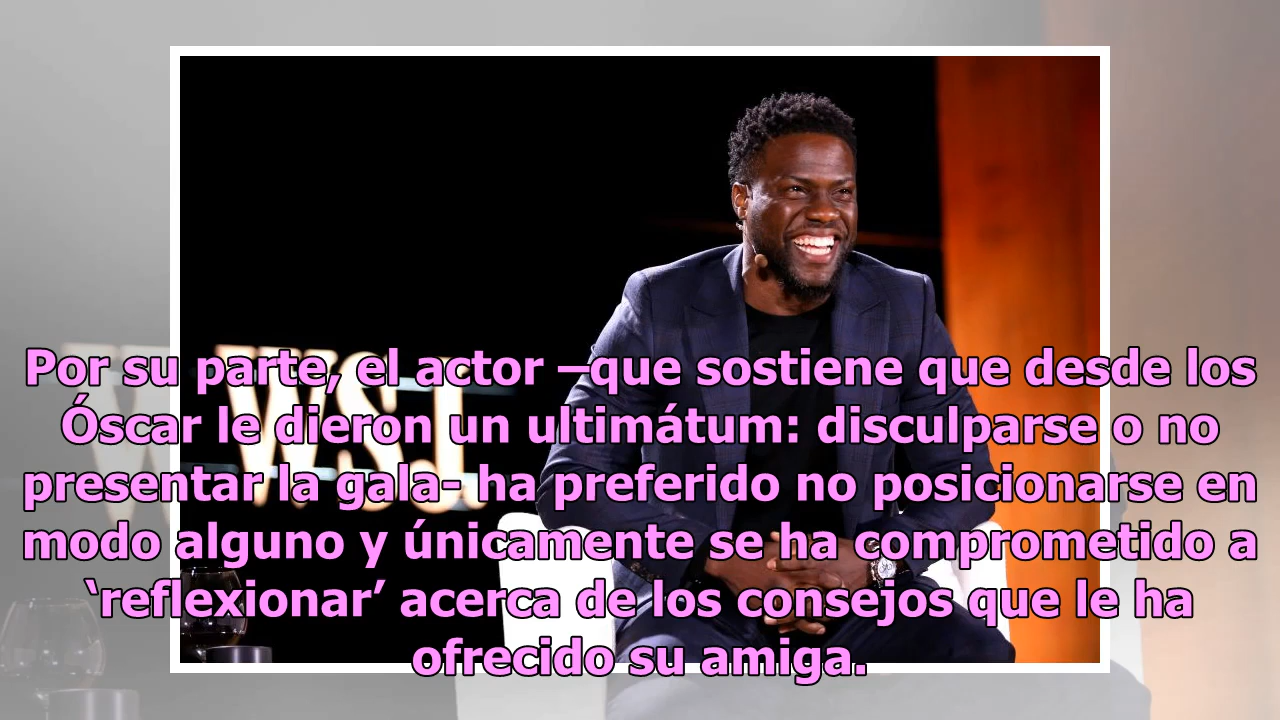 Por su parte, el actor –que sostiene que desde los
Óscar le dieron un ultimátum: disculparse o no
presentar la gala- ha preferido no posicionarse en
modo alguno y únicamente se ha comprometido a
‘reflexionar’ acerca de los consejos que le ha
ofrecido su amiga.
WSJ